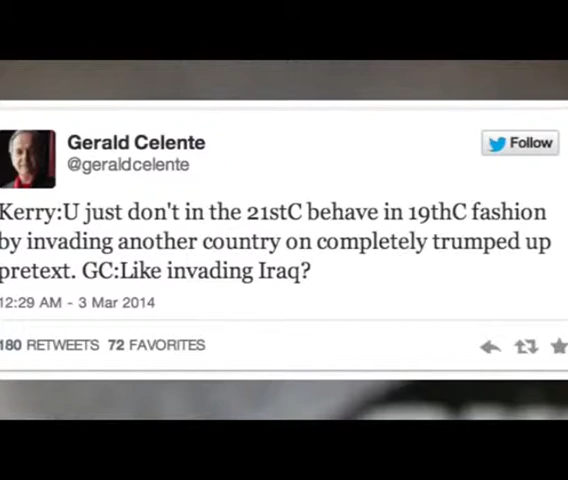 Gerald Celente
@geraldcelente
Follow
Kerry:U just don't in the 21stC behave in 19thC fashion
by invading another country on completely trumped up
pretext. GC:Like invading Iraq?
12:29 AM - 3 Mar 2014
180 RETWEETS 72 FAVORITES